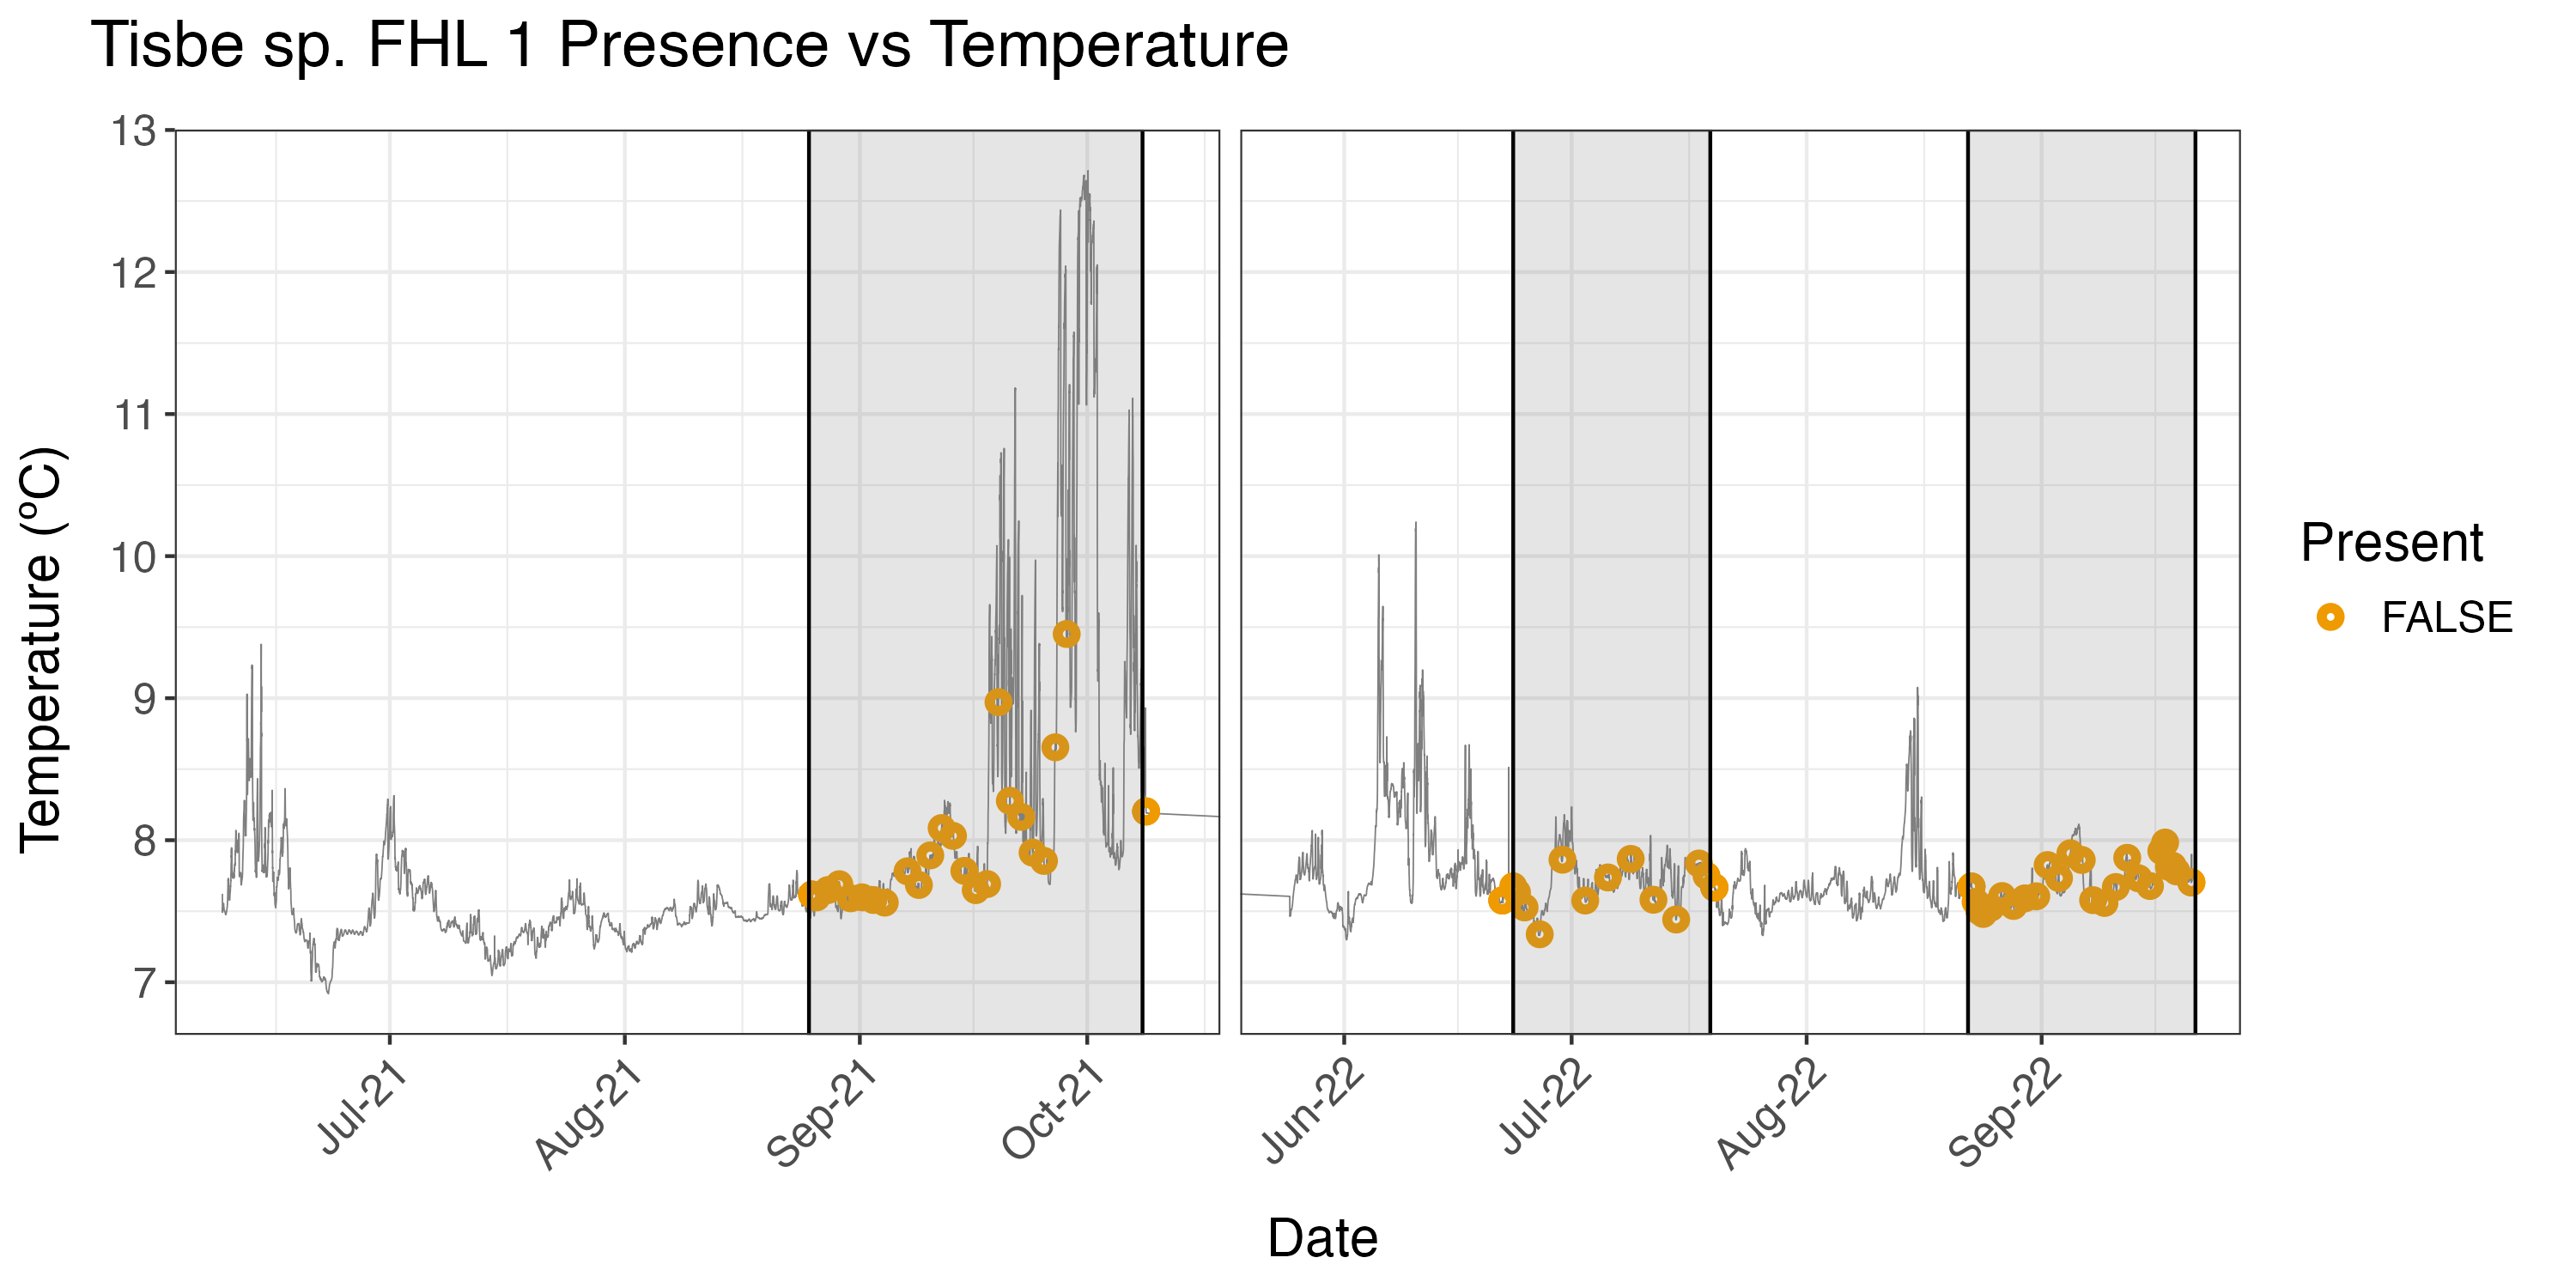 Tisbe sp. FHL 1 Presence vs Temperature
13
12
11
10
9
8
7
Temperature (ºC)
Jul-21
Aug-21
Sep-21
Oct-21
Jun-22
Jul-22
Aug-22
Sep-22
Date
Present
FALSE